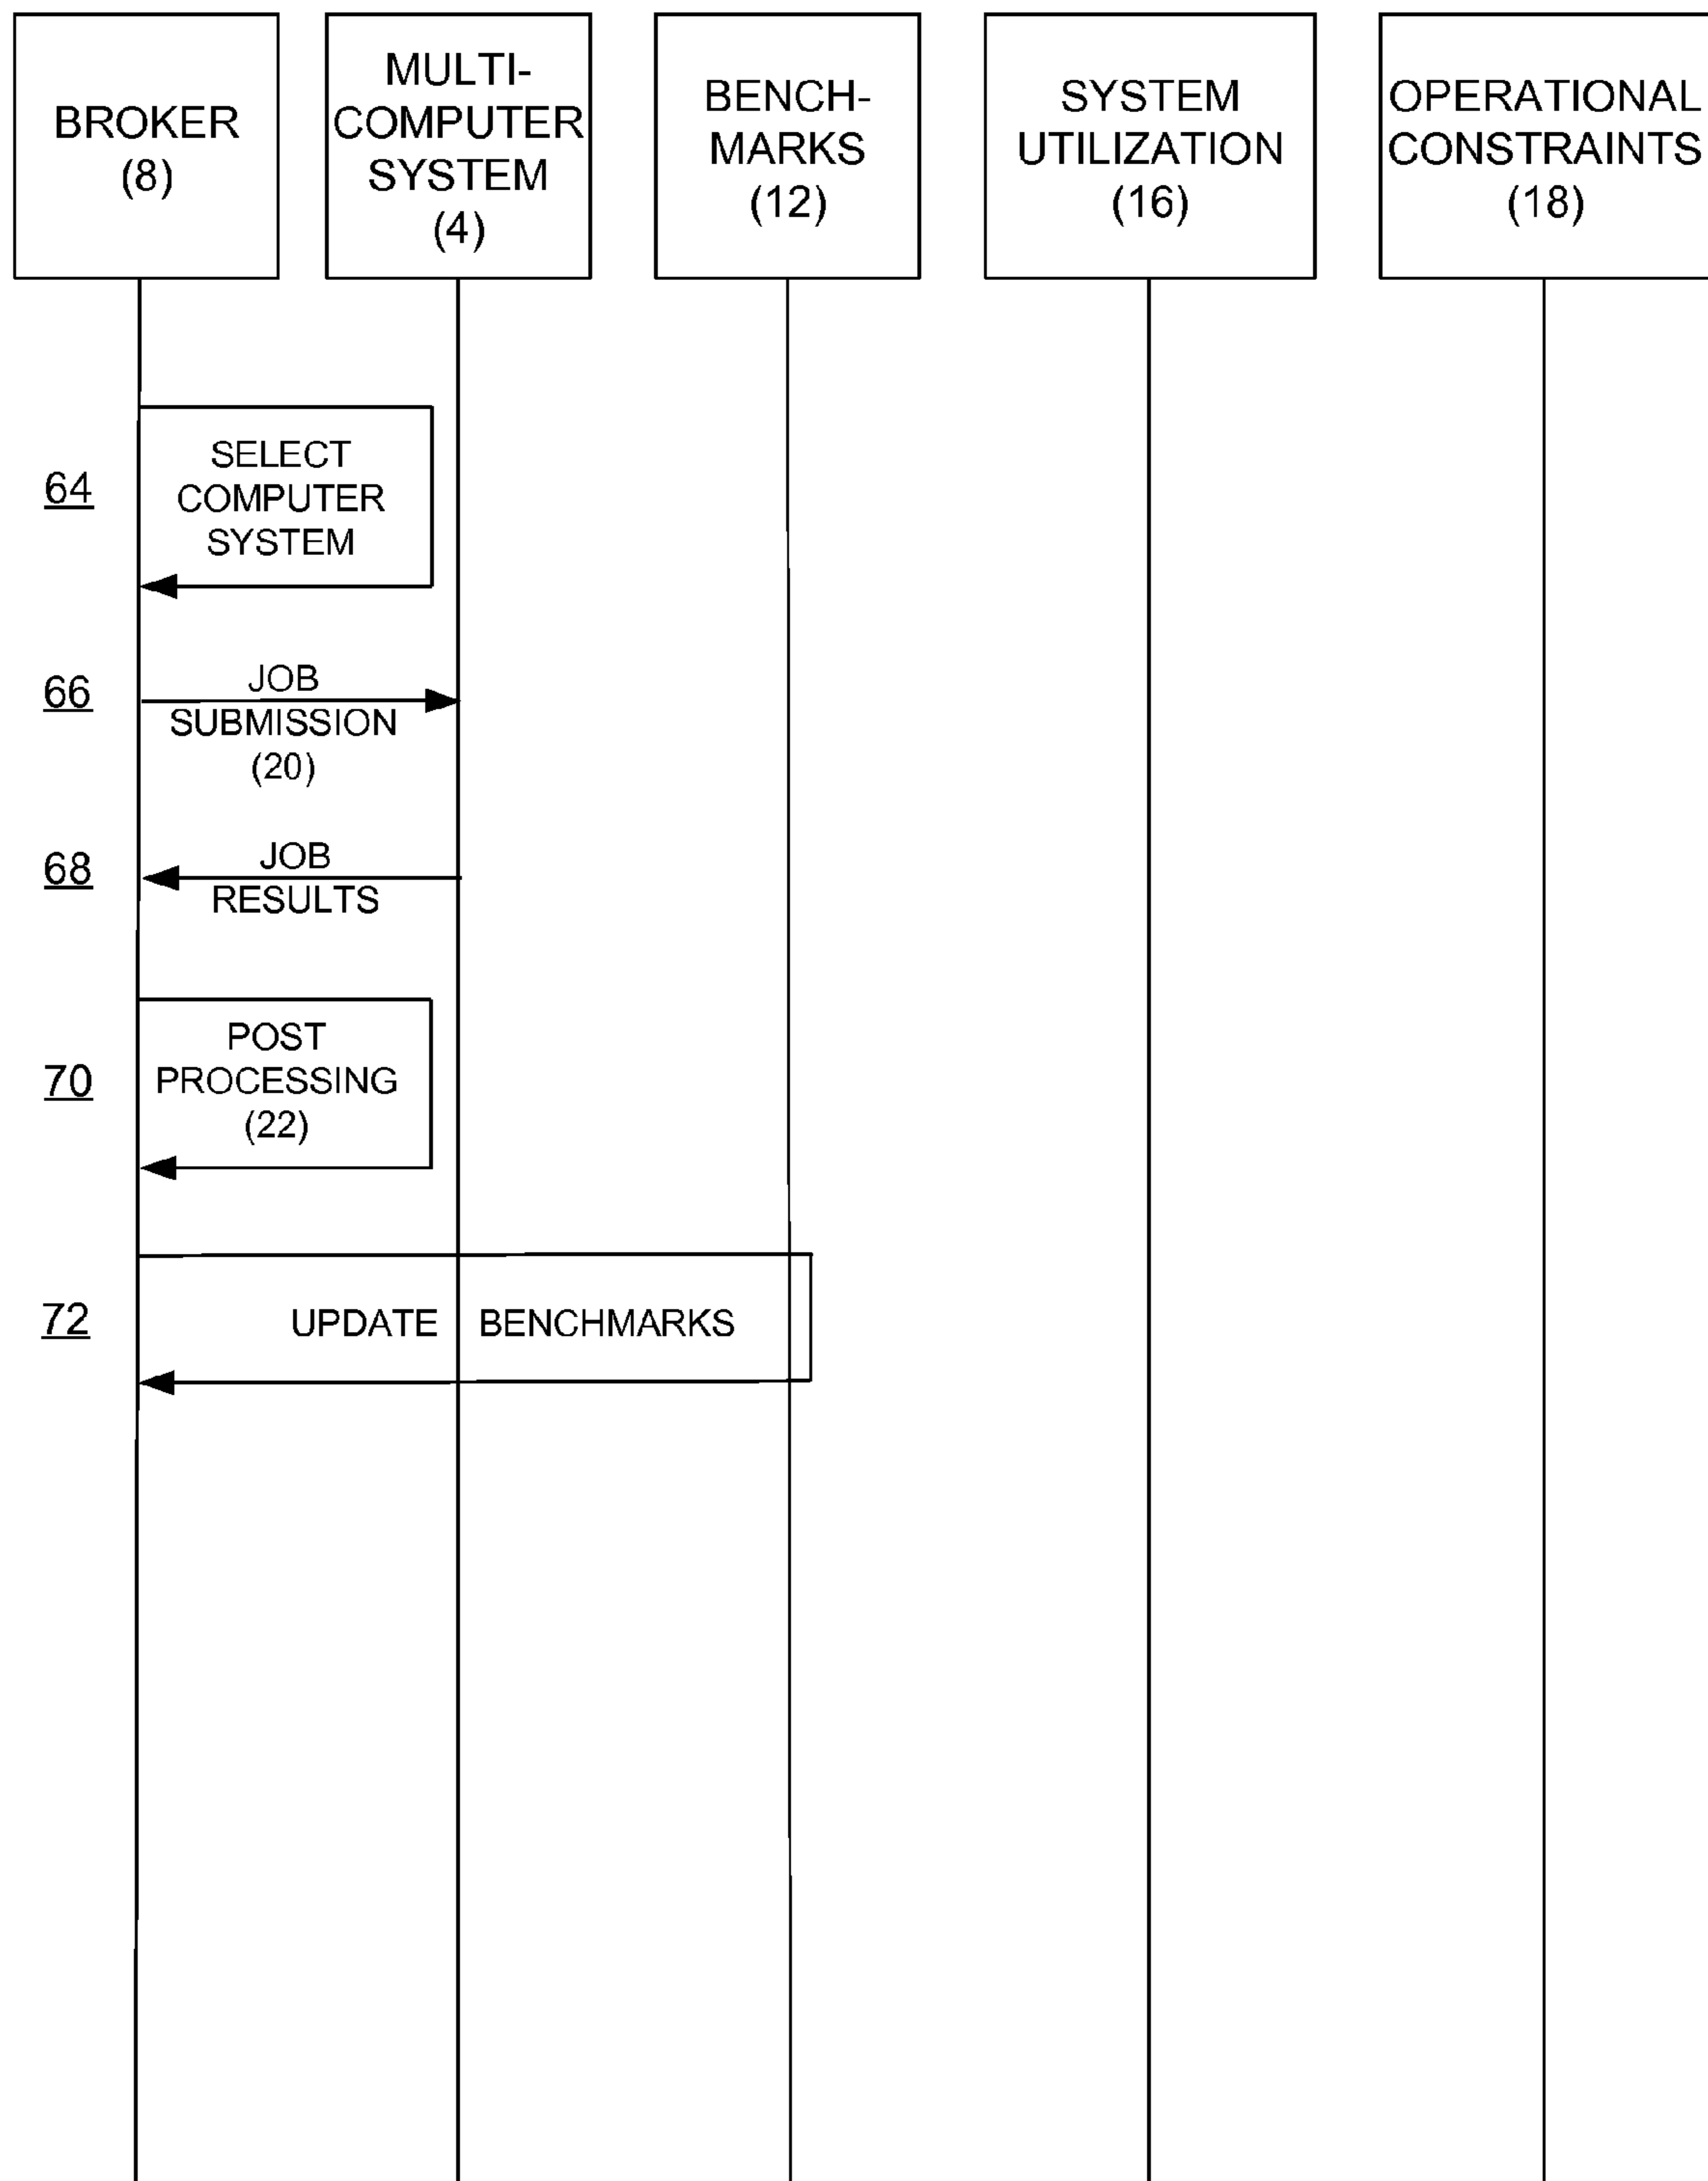 BROKER
(8)
MULTI-
COMPUTER
SYSTEM
(4)
BENCH-
MARKS
(12)
SYSTEM
UTILIZATION
(16)
OPERATIONAL
CONSTRAINTS
(18)
64
SELECT
COMPUTER
SYSTEM
66
JOB
SUBMISSION
(20)
68
JOB
RESULTS
70
POST
PROCESSING
(22)
72
UPDATE BENCHMARKS